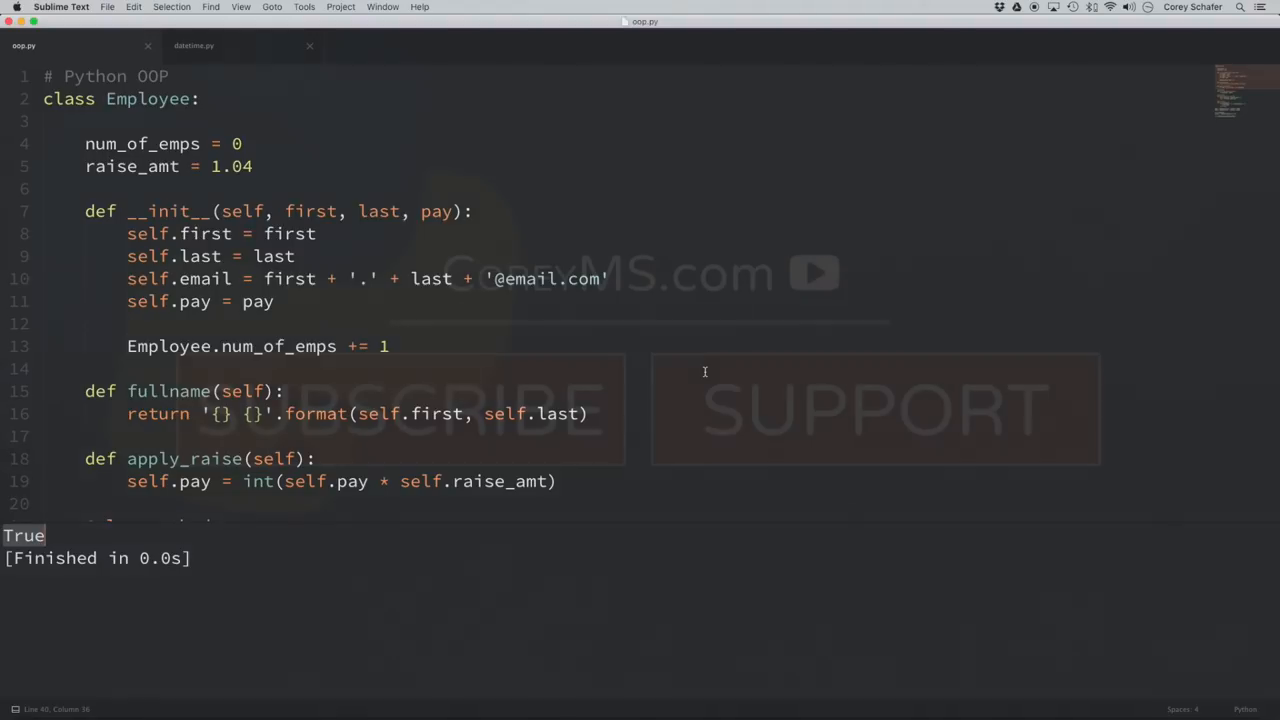 Sublime Text File Edit Selection Find View Goto Tools Project Window Help Corey Schafer
oop.py
oop.py datetime.py
1 # Python OOP
2 class Employee:
3
4 num_of_emps = 0
5 raise_amt = 1.04
6
7 def __init__(self, first, last, pay):
8 self.first = first
9 self.last = last
10 self.email = first + '.' + last + '@email.com'
11 self.pay = pay
12
13 Employee.num_of_emps += 1
14
15 def fullname(self):
16 return '{} {}'.format(self.first, self.last)
17
18 def apply_raise(self):
19 self.pay = int(self.pay * self.raise_amt)
20
CoreyMS.com
SUBSCRIBE SUPPORT
True
[Finished in 0.0s]
Line 40, Column 36 Spaces: 4 Python